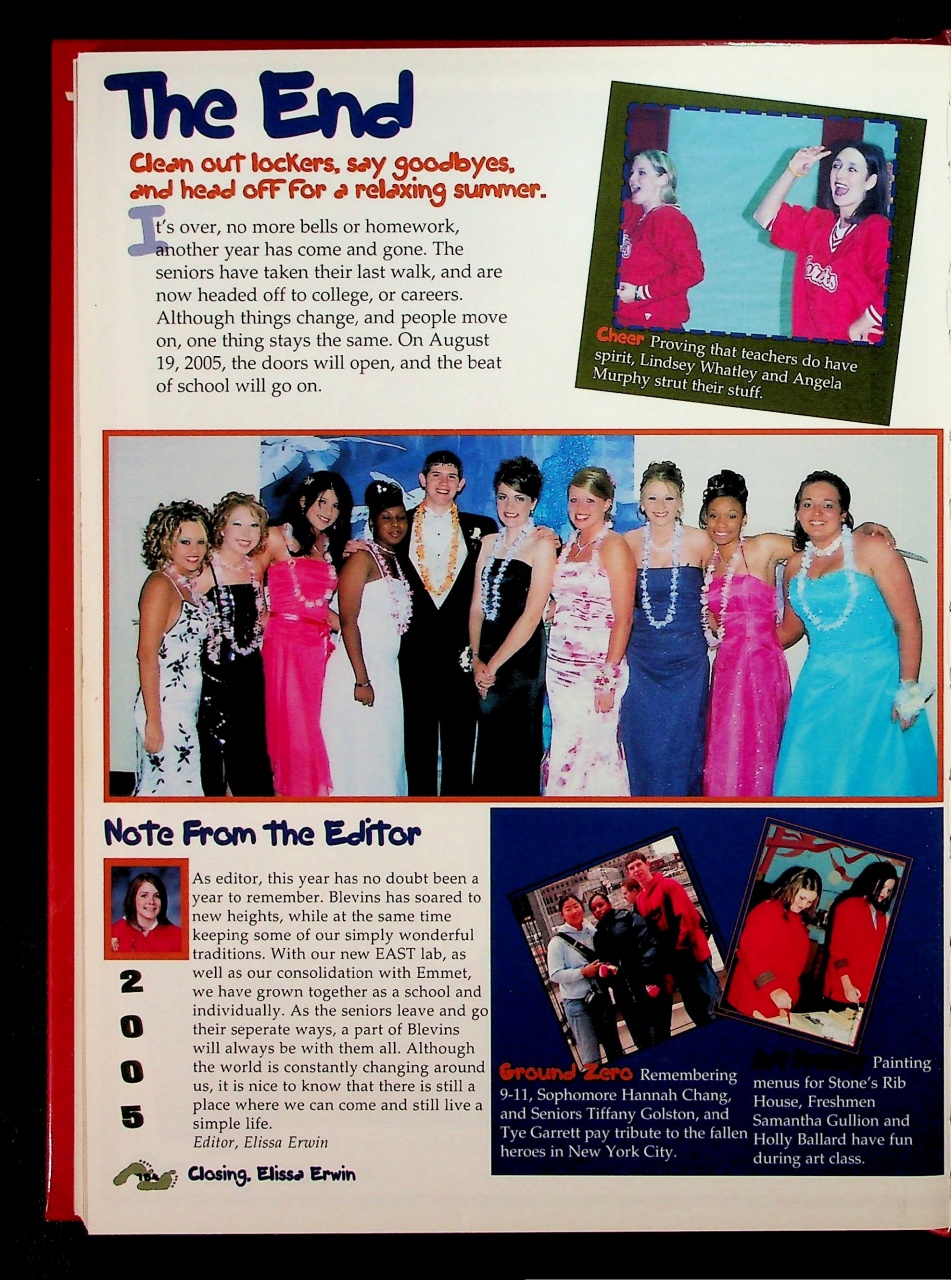 The End
Clean out lockers, say goodbyes,
and head off for a relaxing summer.
It's over, no more bells or homework,
another year has come and gone. The
seniors have taken their last walk, and are
now headed off to college, or careers.
Although things change, and people move
on, one thing stays the same. On August
19, 2005, the doors will open, and the beat
of school will go on.
Cheer Proving that teachers do have
spirit, Lindsey Whatley and Angela
Murphy strut their stuff.
Note From the Editor
As editor, this year has no doubt been a
year to remember. Blevins has soared to
new heights, while at the same time
keeping some of our simply wonderful
traditions. With our new EAST lab, as
well as our consolidation with Emmet,
we have grown together as a school and
individually. As the seniors leave and go
their seperate ways, a part of Blevins
will always be with them all. Although
the world is constantly changing around
us, it is nice to know that there is still a
place where we can come and still live a
simple life.
Editor, Elissa Erwin
2
0
0
5
Ground Zero Remembering
9-11, Sophomore Hannah Chang,
and Seniors Tiffany Golston, and
Tye Garrett pay tribute to the fallen
heroes in New York City.
Painting
menus for Stone's Rib
House, Freshmen
Samantha Gullion and
Holly Ballard have fun
during art class.
Closing, Elissa Erwin